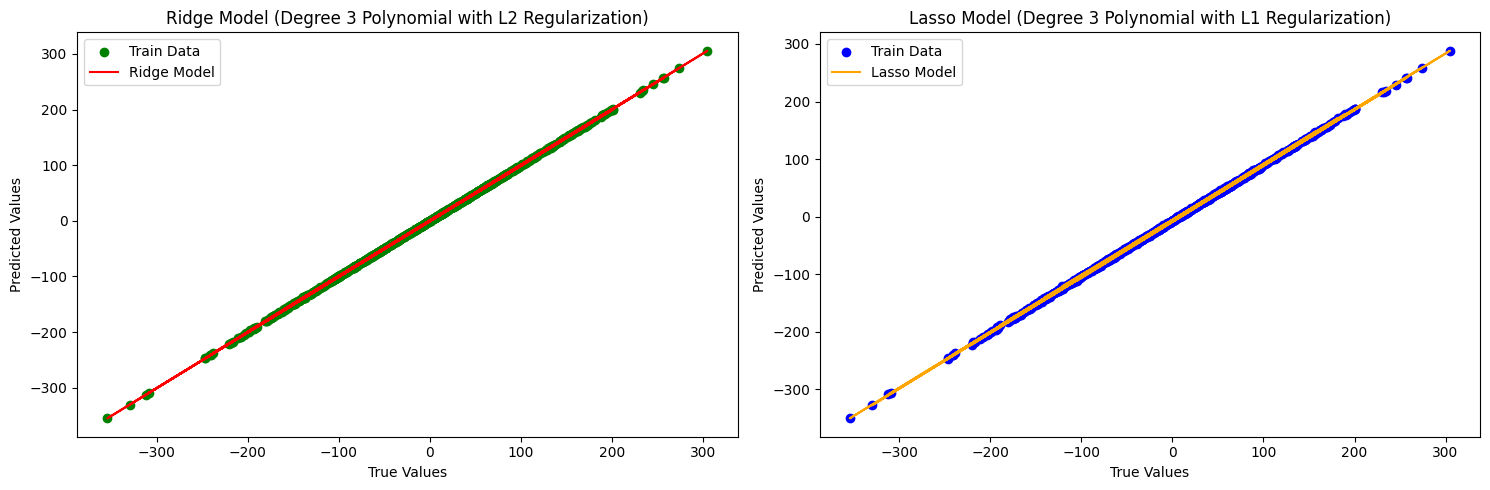 Ridge Model (Degree 3 Polynomial with L2 Regularization)
Train Data
Ridge Model
300
200
100
0
−100
−200
−300
Predicted Values
−300
−200
−100
0
100
200
300
True Values
Lasso Model (Degree 3 Polynomial with L1 Regularization)
Train Data
Lasso Model
300
200
100
0
−100
−200
−300
Predicted Values
−300
−200
−100
0
100
200
300
True Values